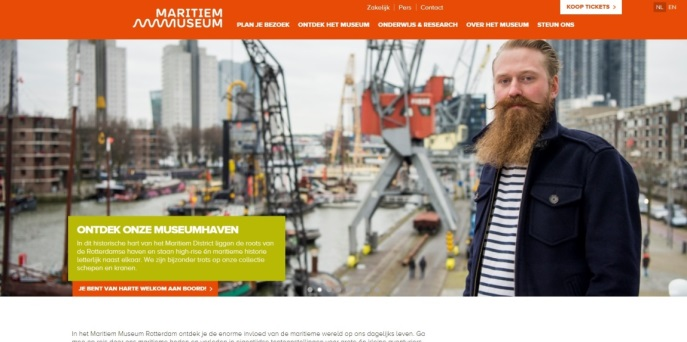 Zakelijk | Pers | Contact
KOOP TICKETS >
NL EN
MARITIEM
MUSEUM
PLAN JE BEZOEK ONTDEK HET MUSEUM ONDERWIJS & RESEARCH OVER HET MUSEUM STEUN ONS
ONTDEK ONZE MUSEUMHAVEN
In dit historische hart van het Maritiem District liggen de roots van
de Rotterdamse haven en staan high-rise én maritieme historie
letterlijk naast elkaar. We zijn bijzonder trots op onze collectie
schepen en kranen.
JE BENT VAN HARTE WELKOM AAN BOORD! >
In het Maritiem Museum Rotterdam ontdek je de enorme invloed van de maritieme wereld op ons dagelijks leven. Ga